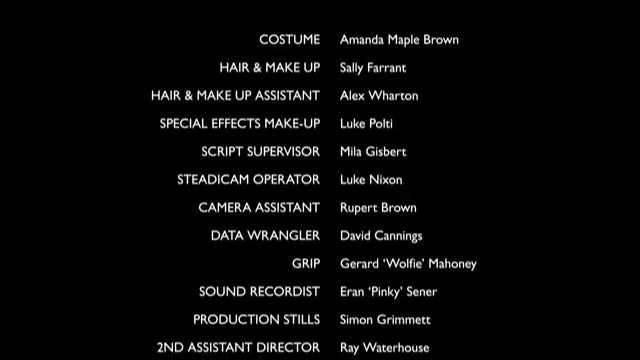 COSTUME Amanda Maple Brown
HAIR & MAKE UP Sally Farrant
HAIR & MAKE UP ASSISTANT Alex Wharton
SPECIAL EFFECTS MAKE-UP Luke Polti
SCRIPT SUPERVISOR Mila Gisbert
STEADICAM OPERATOR Luke Nixon
CAMERA ASSISTANT Rupert Brown
DATA WRANGLER David Cannings
GRIP Gerard ‘Wolfie’ Mahoney
SOUND RECORDIST Eran ‘Pinky’ Sener
PRODUCTION STILLS Simon Grimmett
2ND ASSISTANT DIRECTOR Ray Waterhouse